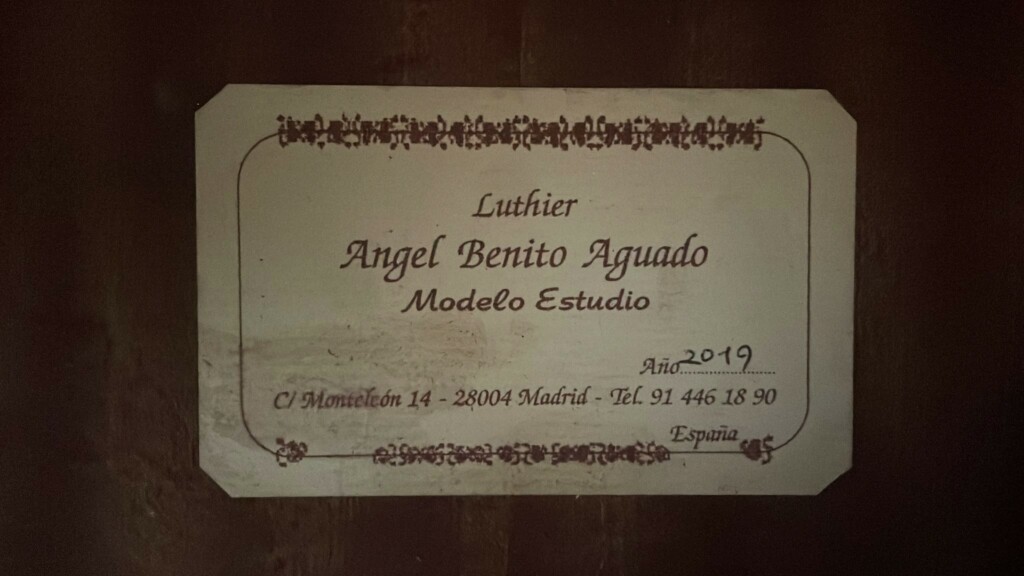 Luthier
Angel Benito Aguado
Modelo Estudio
Año 2019
C/ Monteleón 14 - 28004 Madrid - Tel. 91 446 18 90
España